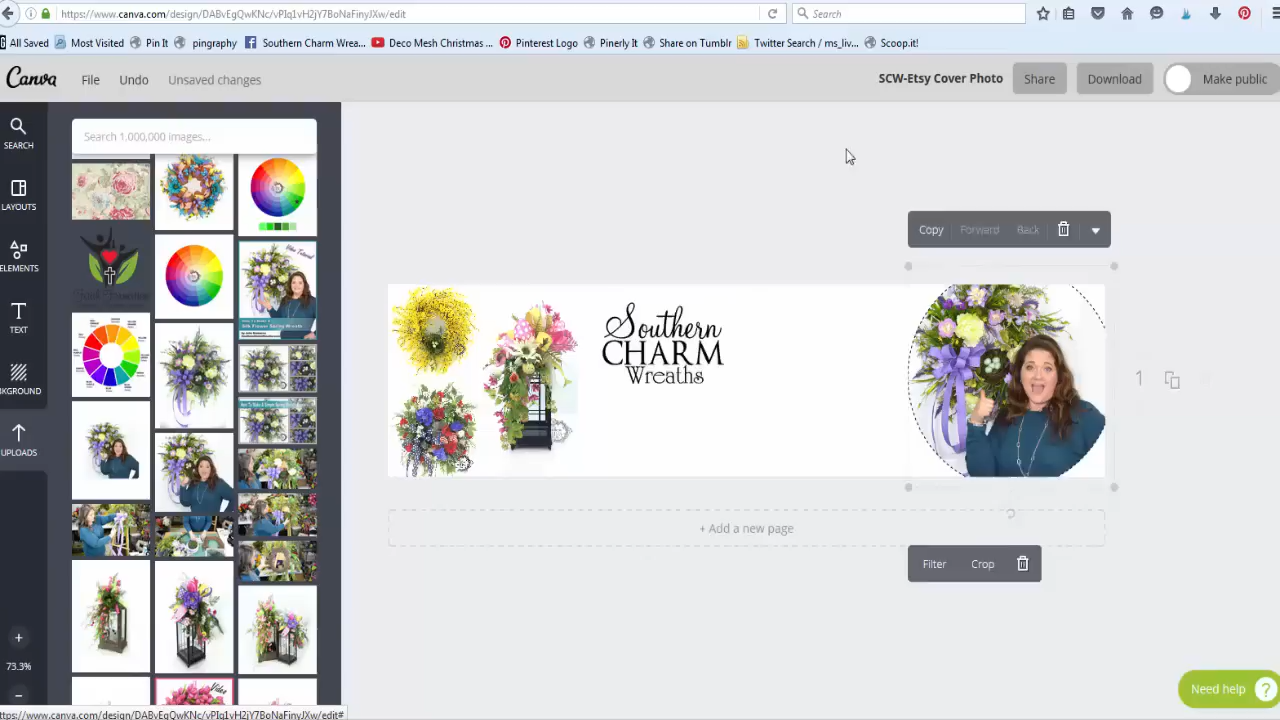 https://www.canva.com/design/DABvEgQwKNc/vPIq1vH2jY7BoNaFinyJXw/edit
Search
All Saved
Most Visited
Pin It
pingraphy
Southern Charm Wrea...
Deco Mesh Christmas ...
Pinterest Logo
Pinerly It
Share on Tumblr
Twitter Search / ms_liv...
Scoop.it!
Canva
File
Undo
Unsaved changes
SCW-Etsy Cover Photo
Share
Download
Make public
Search 1,000,000 images...
SEARCH
LAYOUTS
ELEMENTS
TEXT
BKGROUND
UPLOADS
+
73.3%
Copy
Forward
Back
Southern
CHARM
Wreaths
1
+ Add a new page
Filter
Crop
Video
Need help
?
https://www.canva.com/design/DABvEgQwKNc/vPIq1vH2jY7BoNaFinyJXw/edit#